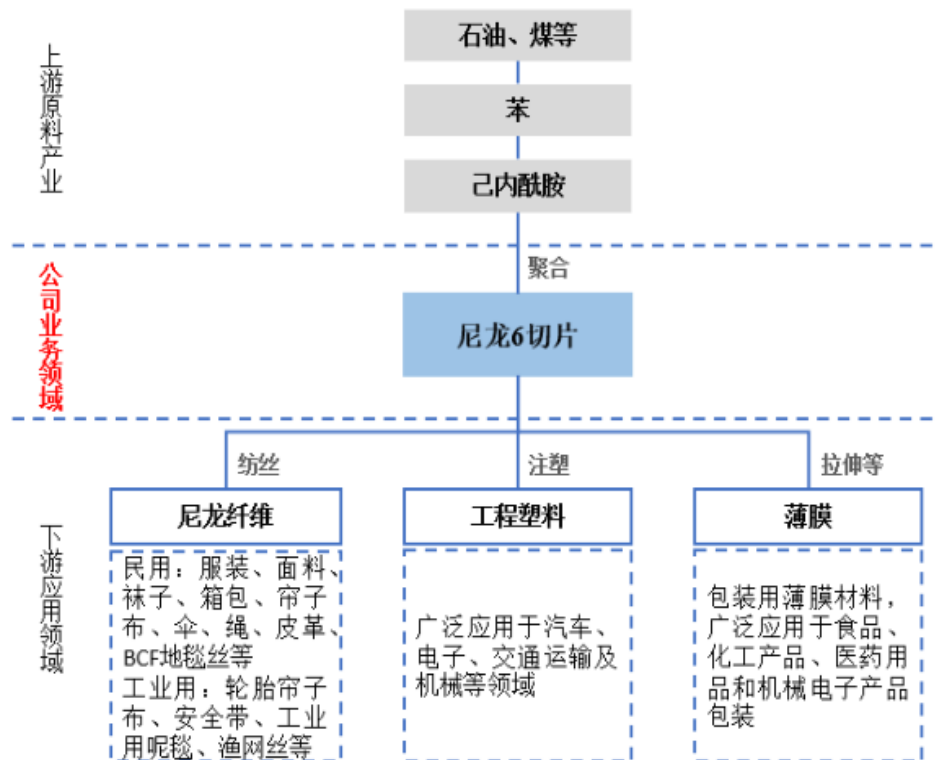 上游原料产业
石油、煤等
苯
己内酰胺
公司业务领域
聚合
尼龙6切片
下游应用领域
纺丝
注塑
拉伸等
尼龙纤维
工程塑料
薄膜
民用：服装、面料、
袜子、箱包、帘子
布、伞、绳、皮革、
BCF地毯丝等
工业用：轮胎帘子
布、安全带、工业
用呢毯、渔网丝等
广泛应用于汽车、
电子、交通运输及
机械等领域
包装用薄膜材料，
广泛应用于食品、
化工产品、医药用
品和机械电子产品
包装